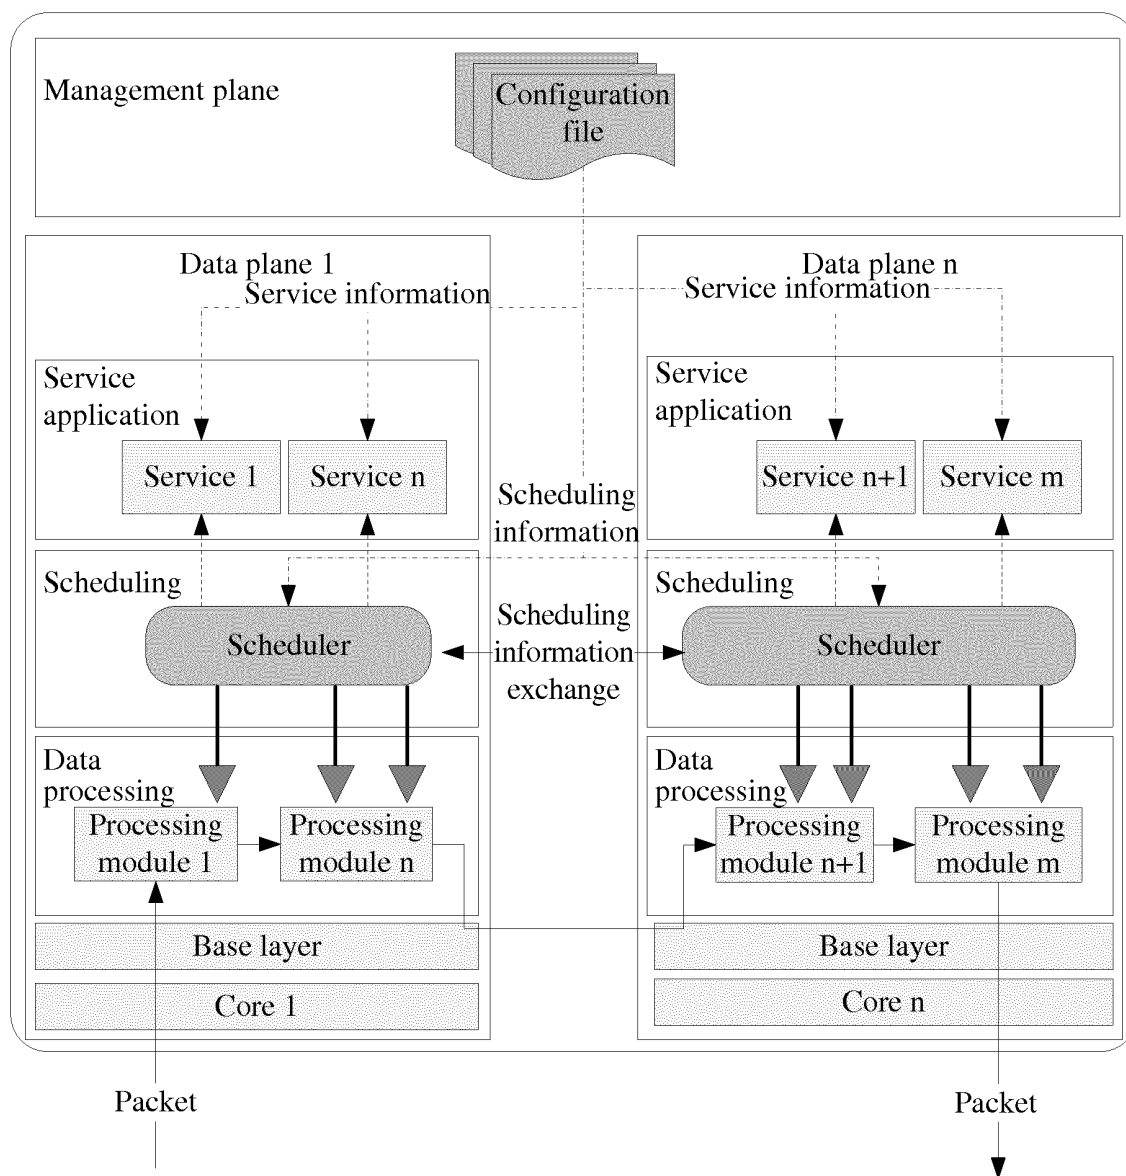 Management plane
Configuration
file
Data plane 1
Service information
Service
application
Service 1
Service n
Scheduling
Scheduler
Data
processing
Processing
module 1
Processing
module n
Base layer
Core 1
Scheduling
information
Scheduling
information
exchange
Data plane n
Service information
Service
application
Service n+1
Service m
Scheduling
Scheduler
Data
processing
Processing
module n+1
Processing
module m
Base layer
Core n
Packet
Packet